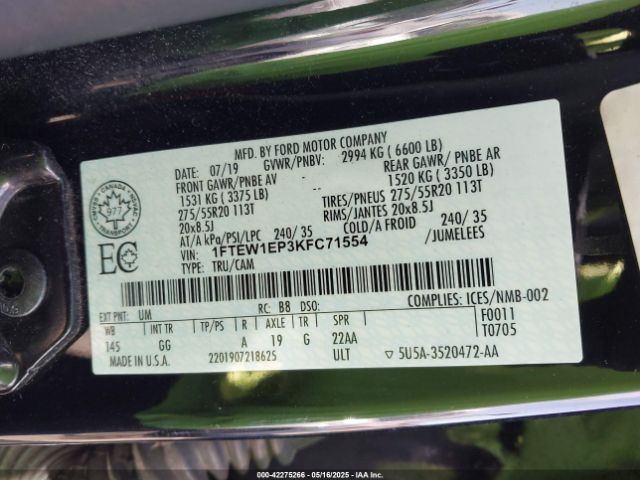 MFD. BY FORD MOTOR COMPANY
DATE: 07/19 GVWR/PNBV: 2994 KG ( 6600 LB)
FRONT GAWR/ PNBE AV -- REAR GAWR/ PNBE AR
1531 KG ( 3375 LB) -- 1520 KG ( 3350 LB)
275/55R20 113T TIRES/PNEUS 275/55R20 113T
20x8.5J RIMS/JANTES 20x8.5J
AT/A kPa/PSI/LPC 240/ 35 COLD/A FROID 240/ 35
VIN: 1FTEW1EP3KFC71554 /JUMELEES
TYPE: TRU/CAM
CANADA
977
TRANSPORT
EC
EXT PNT: UM RC: B8 DSO: COMPLIES: ICES/NMB-002
WB INT TR TP/PS R AXLE TR SPR F0011
145 GG A 19 G 22AA T0705
MADE IN U.S.A. 2201907218625 ULT ▽ 5U5A-3520472-AA
000-42275266 - 05/16/2025 - IAA Inc.